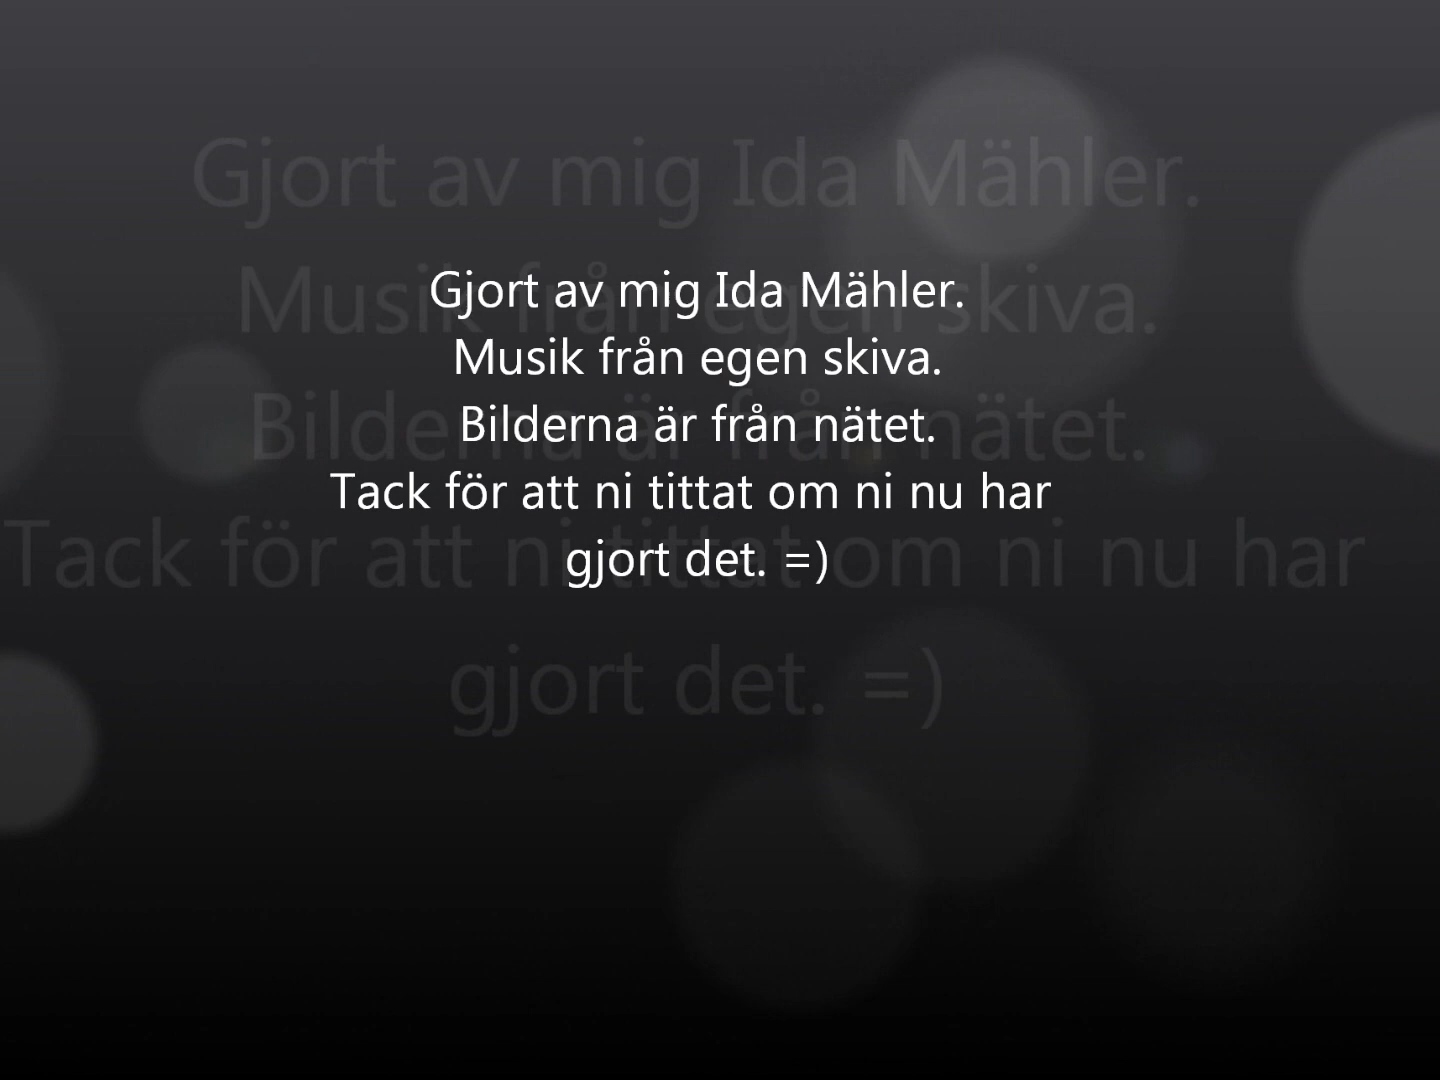 Gjort av mig Ida Mähler.
Musik från egen skiva.
Bilderna är från nätet.
Tack för att ni tittat om ni nu har
gjort det. =)